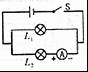 S
L₁
L₂ + A -